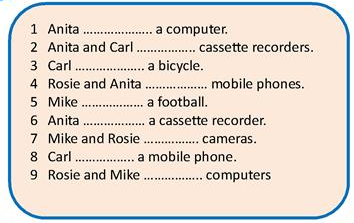 1 Anita ................... a computer.
2 Anita and Carl ................ cassette recorders.
3 Carl ................... a bicycle.
4 Rosie and Anita ................. mobile phones.
5 Mike ................. a football.
6 Anita ................. a cassette recorder.
7 Mike and Rosie ............... cameras.
8 Carl ................ a mobile phone.
9 Rosie and Mike ................ computers